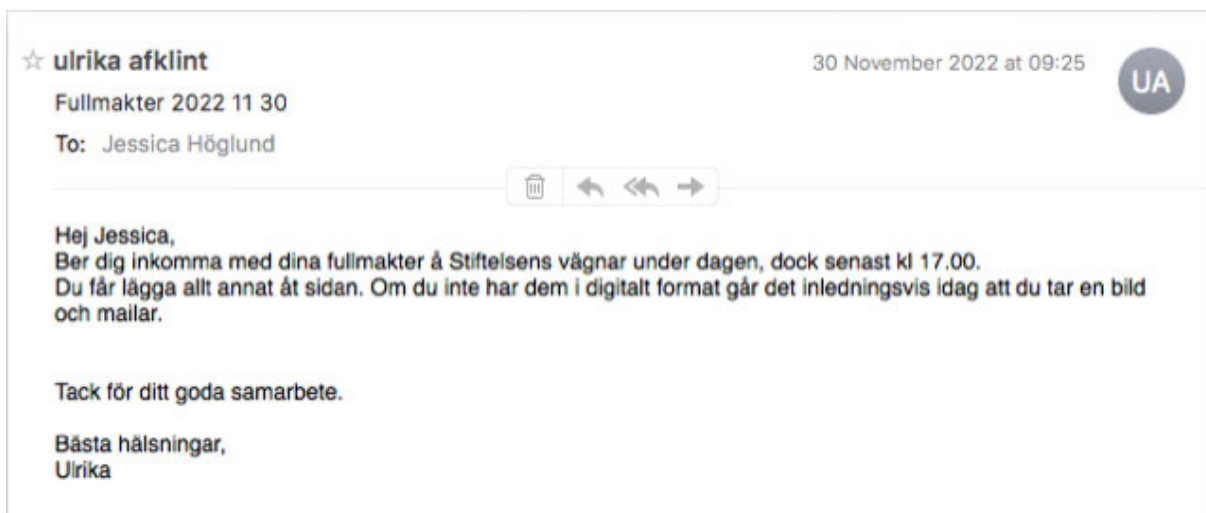 ulrika afklint
30 November 2022 at 09:25
UA
Fullmakter 2022 11 30
To: Jessica Höglund
Hej Jessica,
Ber dig inkomma med dina fullmakter å Stiftelsens vägnar under dagen, dock senast kl 17.00.
Du får lägga allt annat åt sidan. Om du inte har dem i digitalt format går det inledningsvis idag att du tar en bild
och mailar.
Tack för ditt goda samarbete.
Bästa hälsningar,
Ulrika